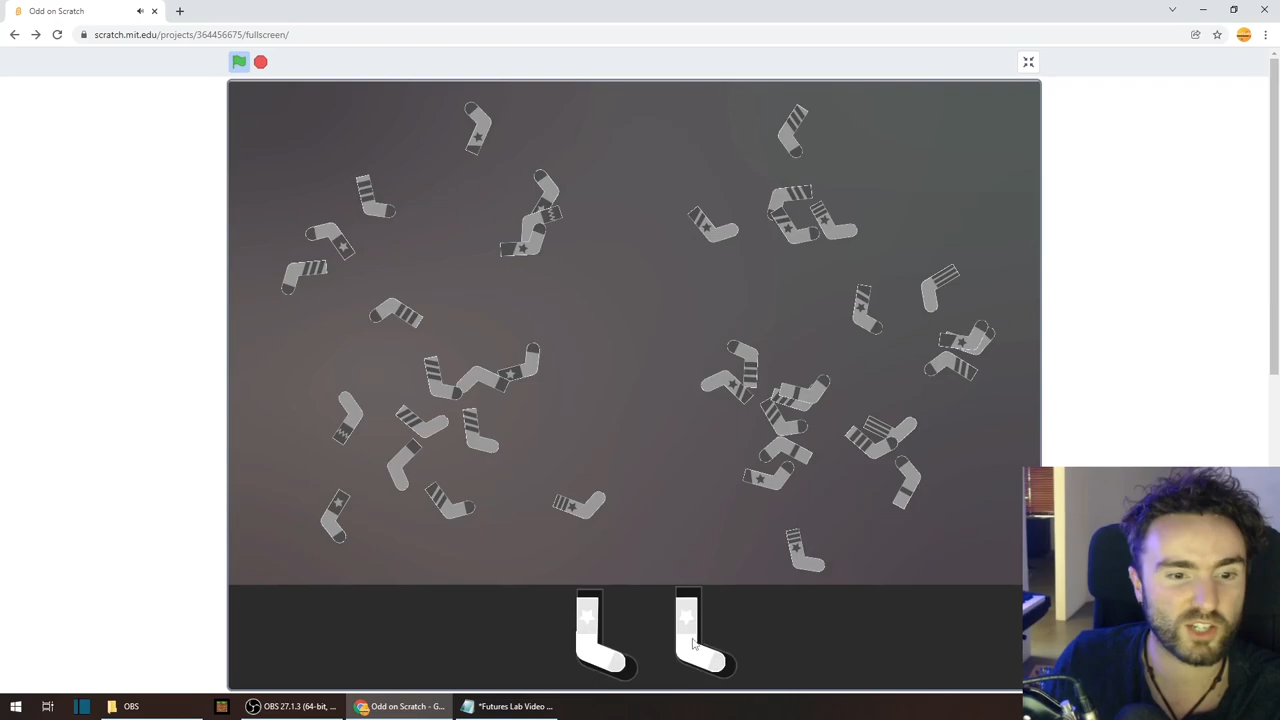 Odd on Scratch
scratch.mit.edu/projects/364456675/fullscreen/
OBS
OBS 27.1.3 (64-bit, ...
Odd on Scratch - G...
*Futures Lab Video ...